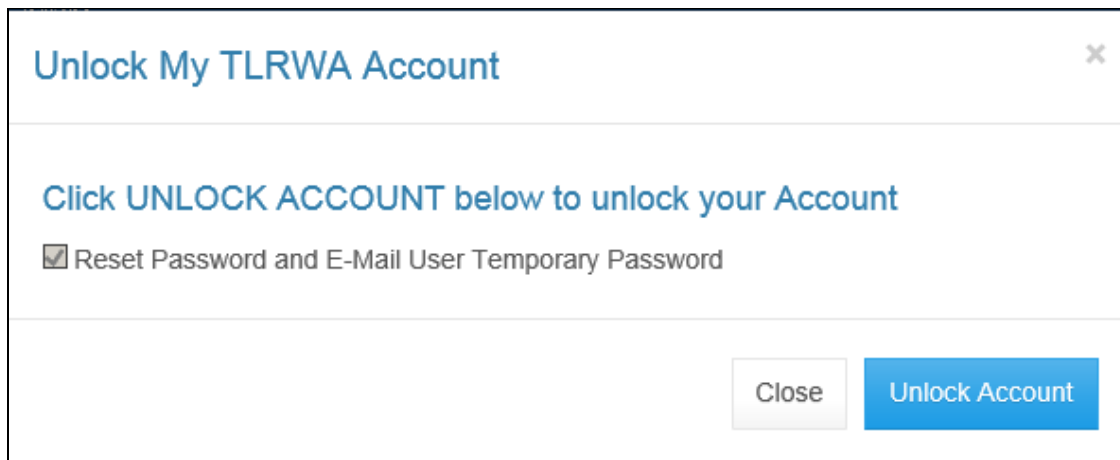 Unlock My TLRWA Account
×
Click UNLOCK ACCOUNT below to unlock your Account
Reset Password and E-Mail User Temporary Password
Close
Unlock Account